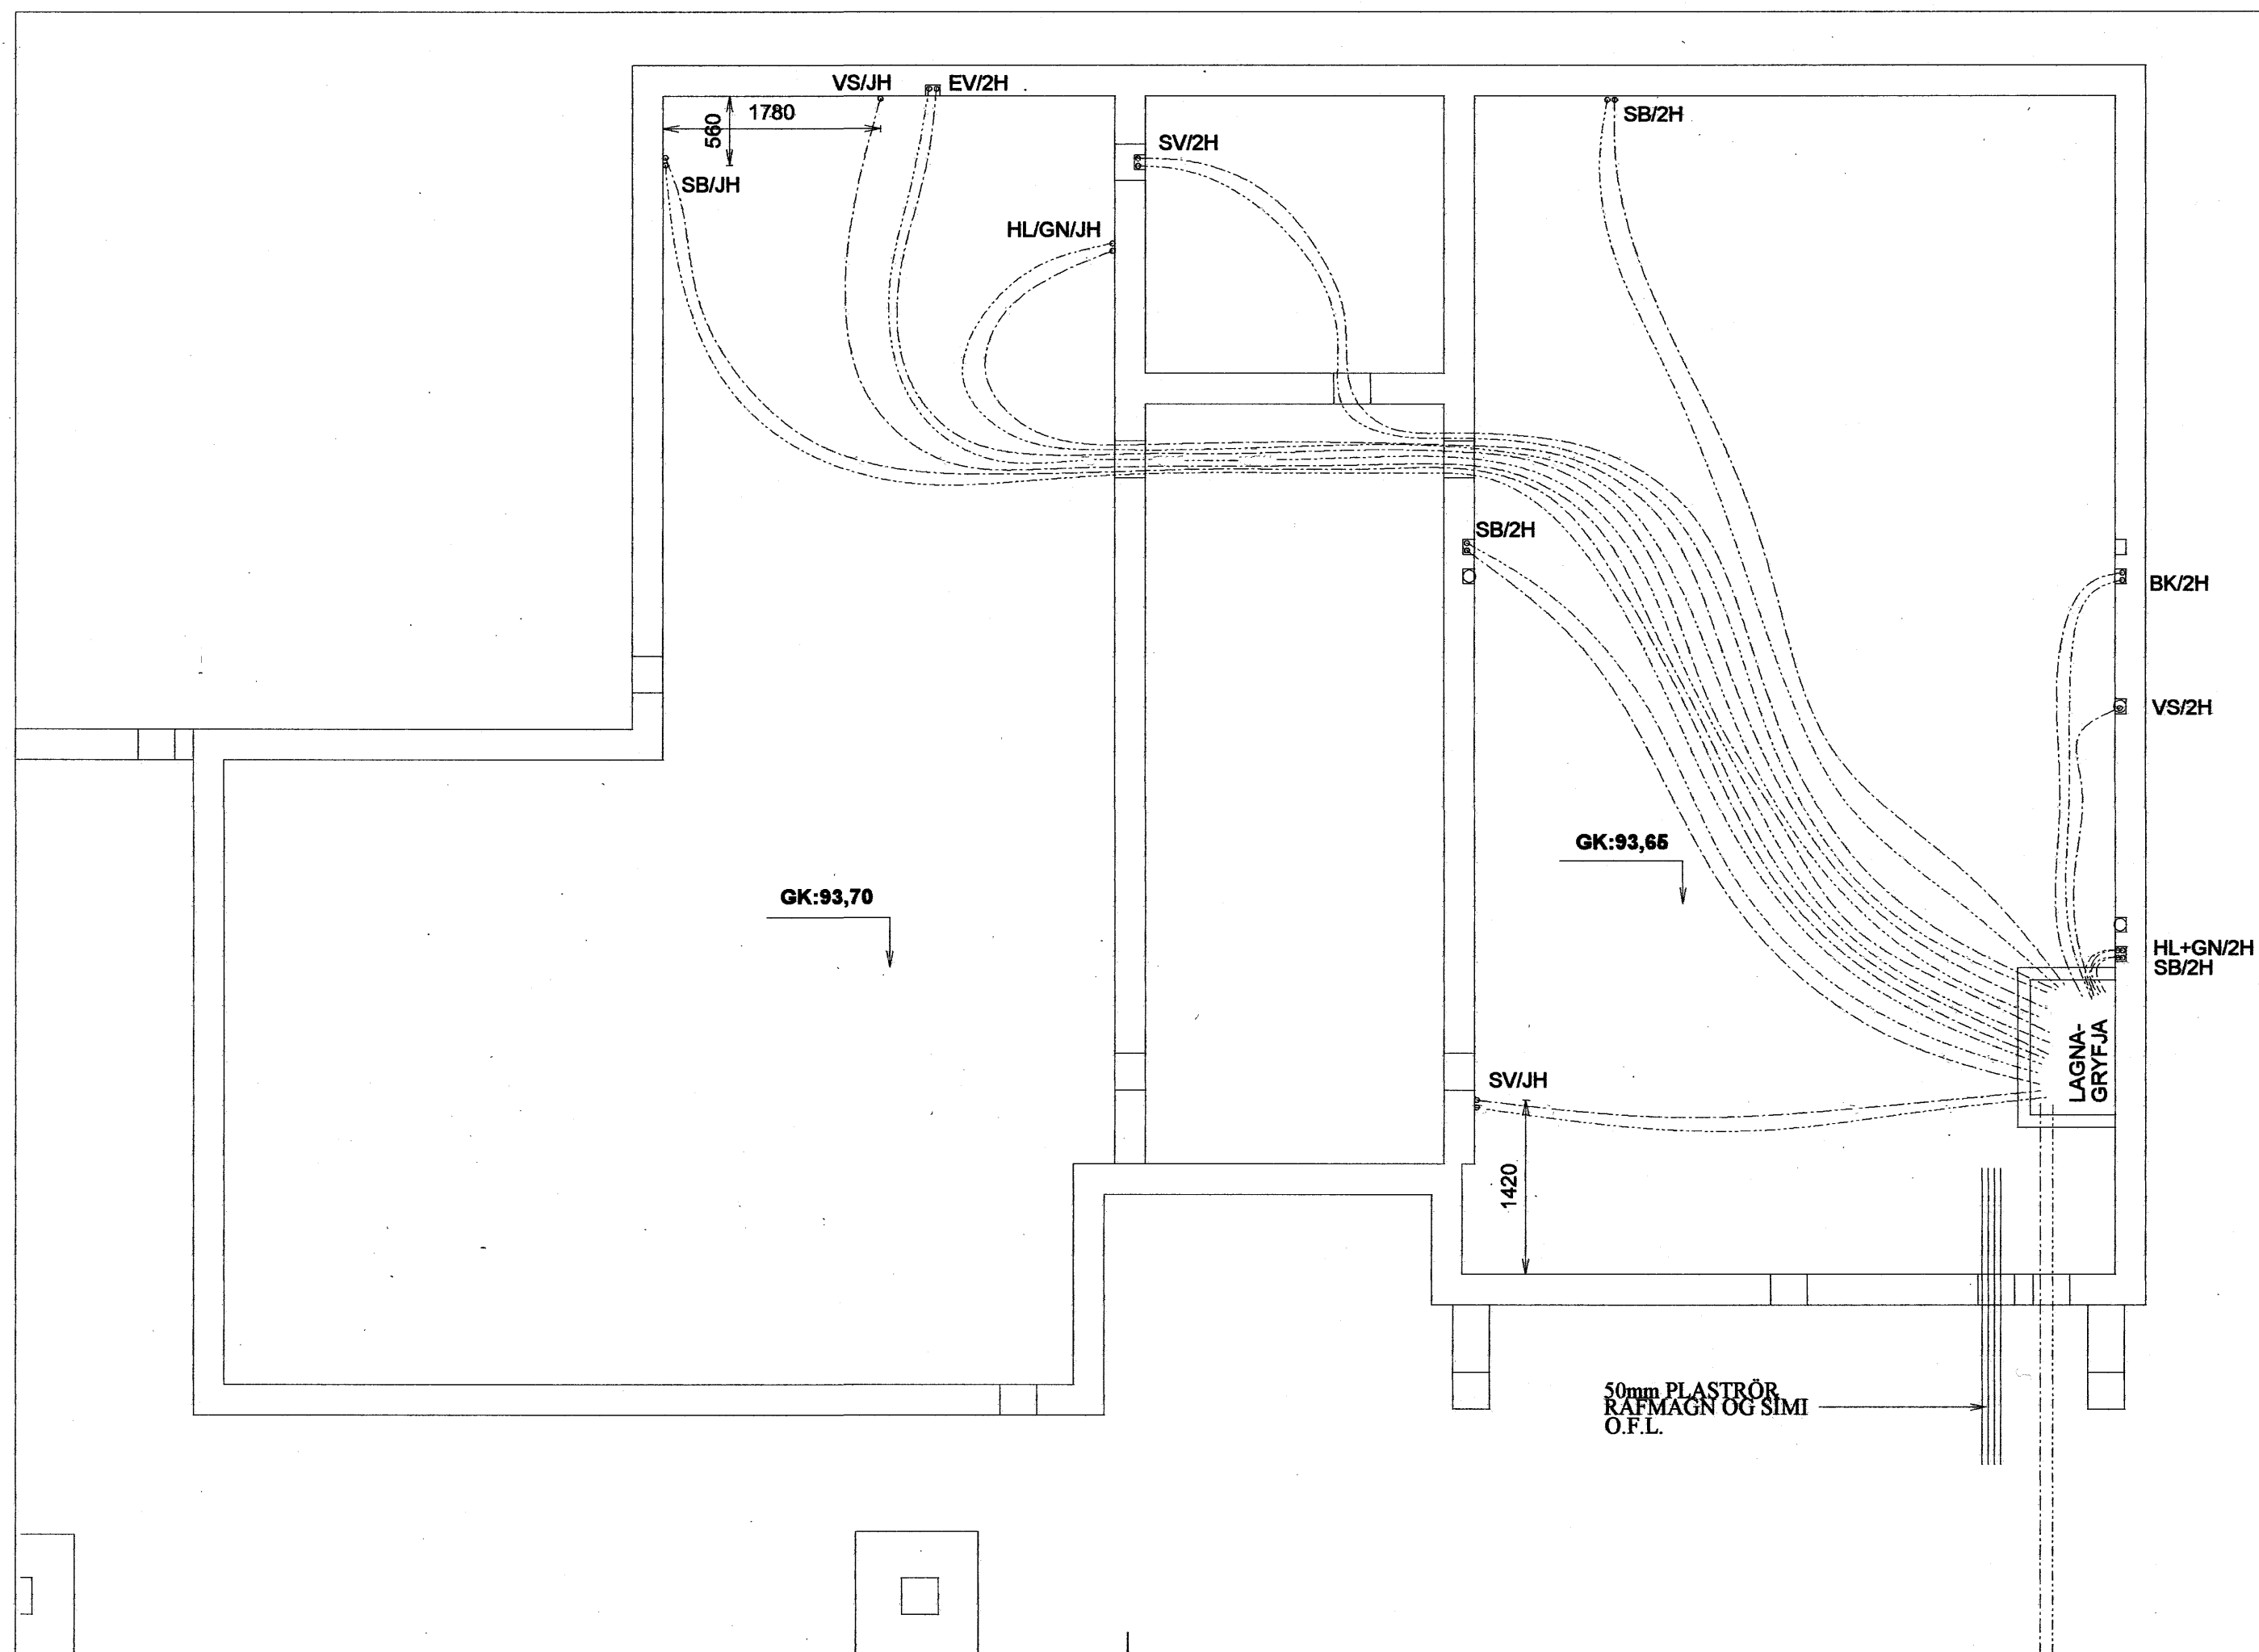 VS/JH
EV/2H
1780
560
SB/JH
SV/2H
SB/2H
HL/GN/JH
SB/2H
BK/2H
VS/2H
GK:93,65
GK:93,70
HL+GN/2H
SB/2H
LAGNA-
GRYFJA
SV/JH
1420
50mm PLASTRÖR
RAFMAGN OG SÍMI
O.F.L.